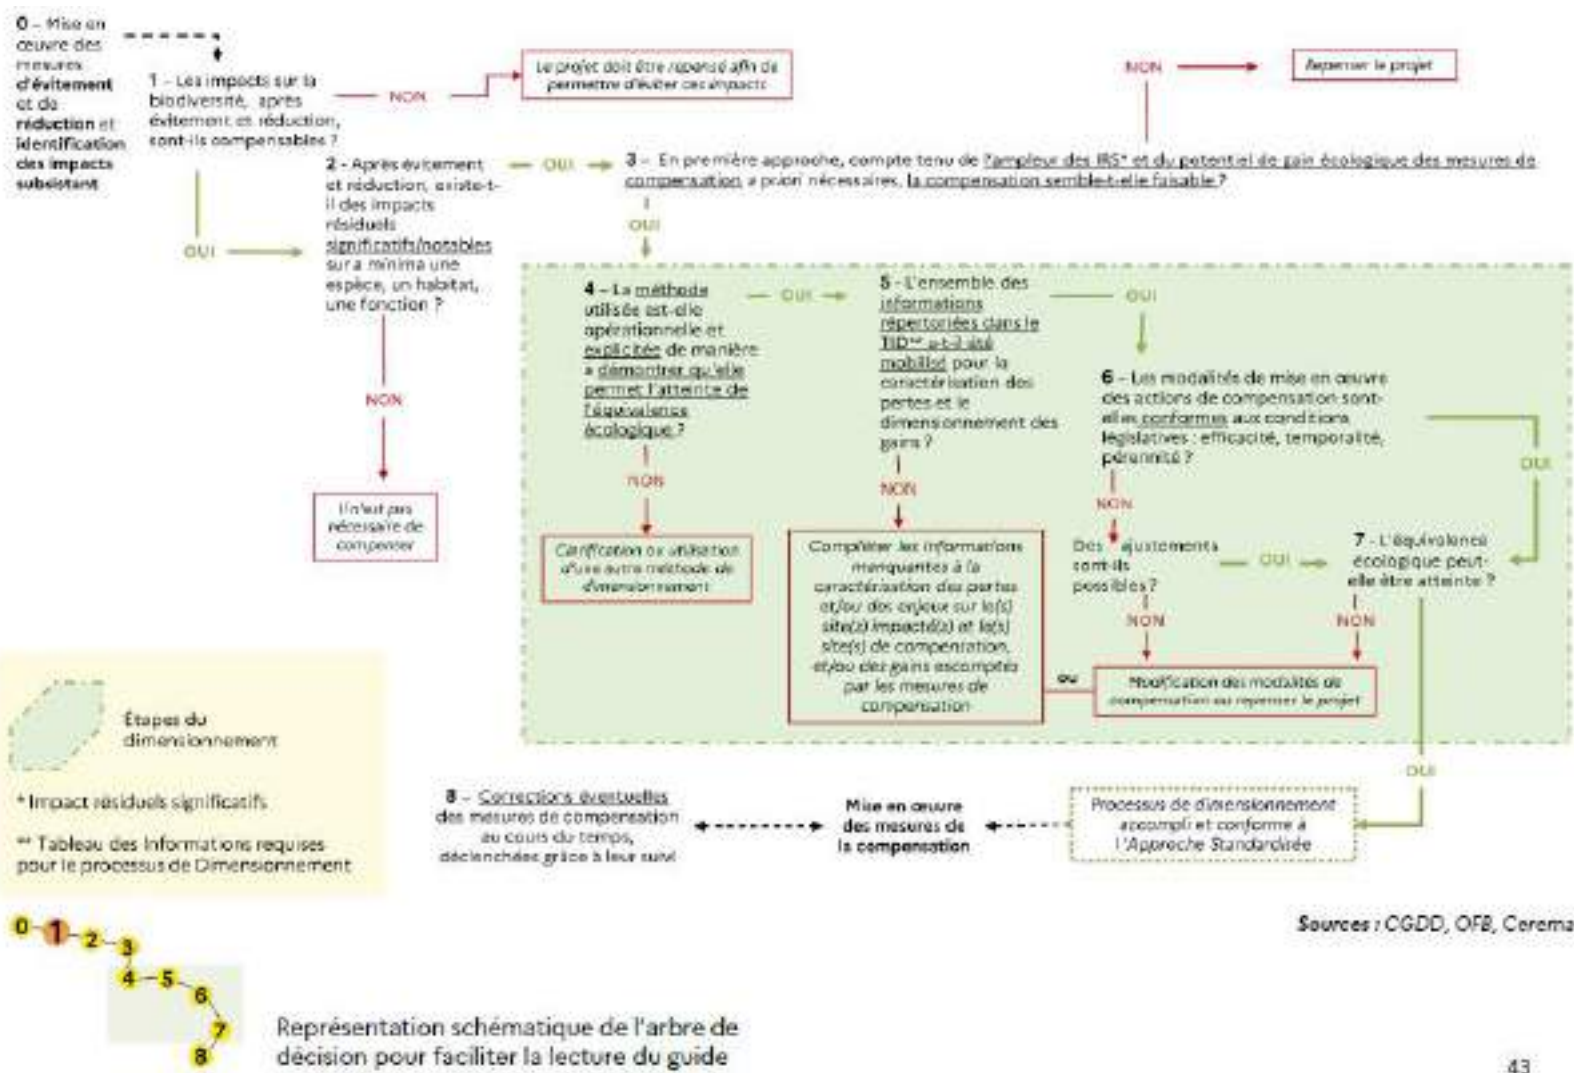 0 – Mise en
œuvre des
mesures
d'évitement
et de
réduction et
identification
des impacts
subsistant
1 – Les impacts sur la
biodiversité, après
évitement et réduction,
sont-ils compensables ?
NON
Le projet doit être repensé afin de
permettre d'éviter ces impacts
NON
Repenser le projet
OUI
2 - Après évitement
et réduction, existe-t-
il des impacts
résiduels
significatifs/notables
sur a minima une
espèce, un habitat,
une fonction ?
OUI
3 – En première approche, compte tenu de l'ampleur des IRS* et du potentiel de gain écologique des mesures de
compensation a priori nécessaires, la compensation semble-t-elle faisable ?
OUI
NON
Il n'est pas
nécessaire de
compenser
4 – La méthode
utilisée est-elle
opérationnelle et
explicitée de manière
a démontrer qu'elle
permet l'atteinte de
l'équivalence
écologique ?
OUI
NON
Clarification ou utilisation
d'une autre méthode de
dimensionnement
5 - L'ensemble des
informations
répertoriées dans le
TID** a-t-il été
mobilisé pour la
caractérisation des
pertes et le
dimensionnement des
gains ?
OUI
NON
Compléter les informations
manquantes à la
caractérisation des pertes
et/ou des enjeux sur le(s)
site(s) impacté(s) et le(s)
site(s) de compensation,
et/ou des gains escomptés
par les mesures de
compensation
6 – Les modalités de mise en œuvre
des actions de compensation sont-
elles conformes aux conditions
législatives : efficacité, temporalité,
pérennité ?
OUI
NON
Des ajustements
sont-ils
possibles ?
OUI
7 - L'équivalence
écologique peut-
elle être atteinte ?
NON
NON
ou
Modification des modalités de
compensation ou repenser le projet
OUI
Étapes du
dimensionnement
* Impact résiduels significatifs
** Tableau des Informations requises
pour le processus de Dimensionnement
8 – Corrections éventuelles
des mesures de compensation
au cours du temps,
déclenchées grâce à leur suivi
Mise en œuvre
des mesures de
la compensation
Processus de dimensionnement
accompli et conforme à
l'Approche Standardisée
Sources : CGDD, OFB, Cerema
0
1
2
3
4
5
6
7
8
Représentation schématique de l'arbre de
décision pour faciliter la lecture du guide
43